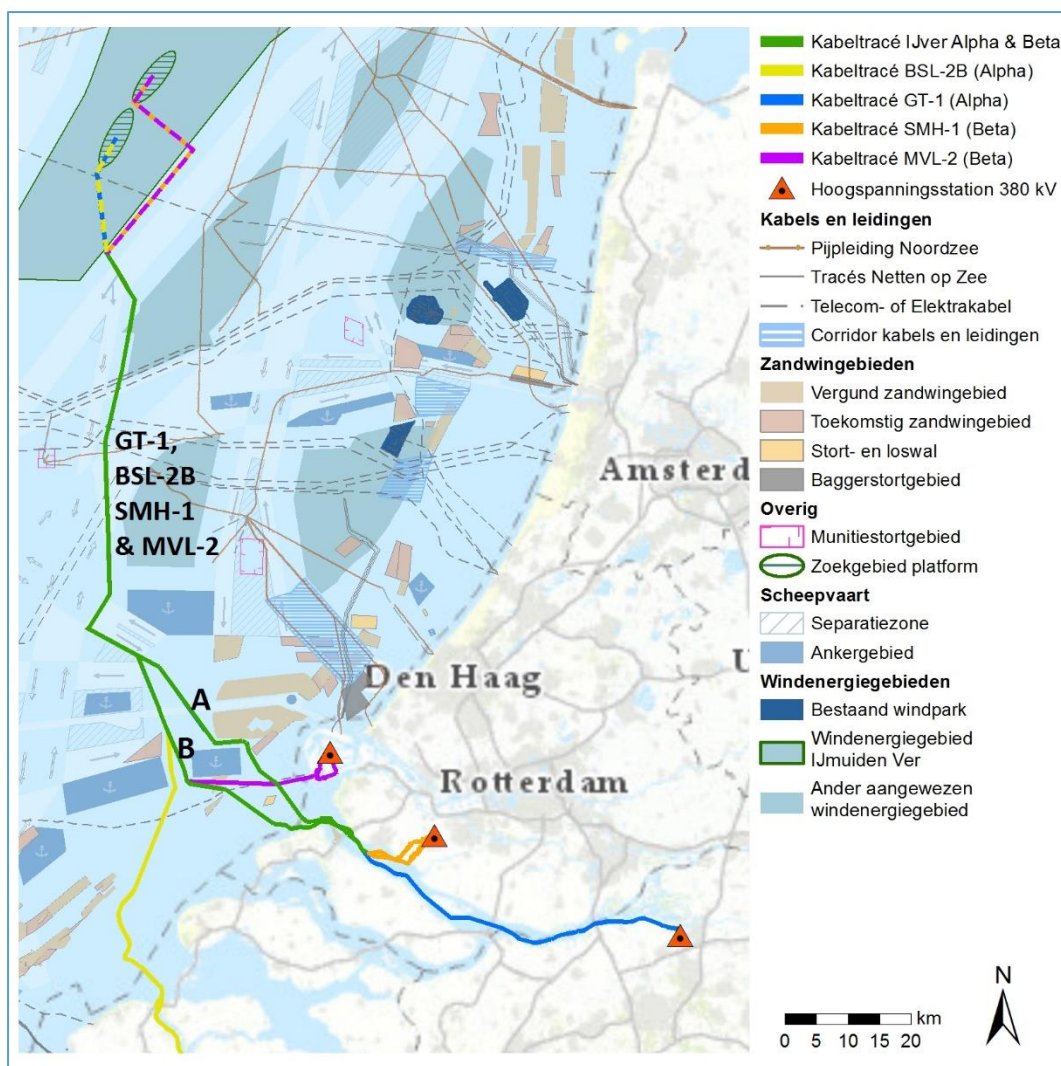 GT-1,
BSL-2B
SMH-1
& MVL-2
Amsterd
Den Haag
U
A
B
Rotterdam
Kabeltracé IJver Alpha & Beta
Kabeltracé BSL-2B (Alpha)
Kabeltracé GT-1 (Alpha)
Kabeltracé SMH-1 (Beta)
Kabeltracé MVL-2 (Beta)
Hoogspanningsstation 380 kV
Kabels en leidingen
Pijpleiding Noordzee
Tracés Netten op Zee
Telecom- of Elektrakabel
Corridor kabels en leidingen
Zandwingebieden
Vergund zandwingebied
Toekomstig zandwingebied
Stort- en loswal
Baggerstortgebied
Overig
Munitiestortgebied
Zoekgebied platform
Scheepvaart
Separatiezone
Ankergebied
Windenergiegebieden
Bestaand windpark
Windenergiegebied
IJmuiden Ver
Ander aangewezen
windenergiegebied
N
km
0 5 10 15 20